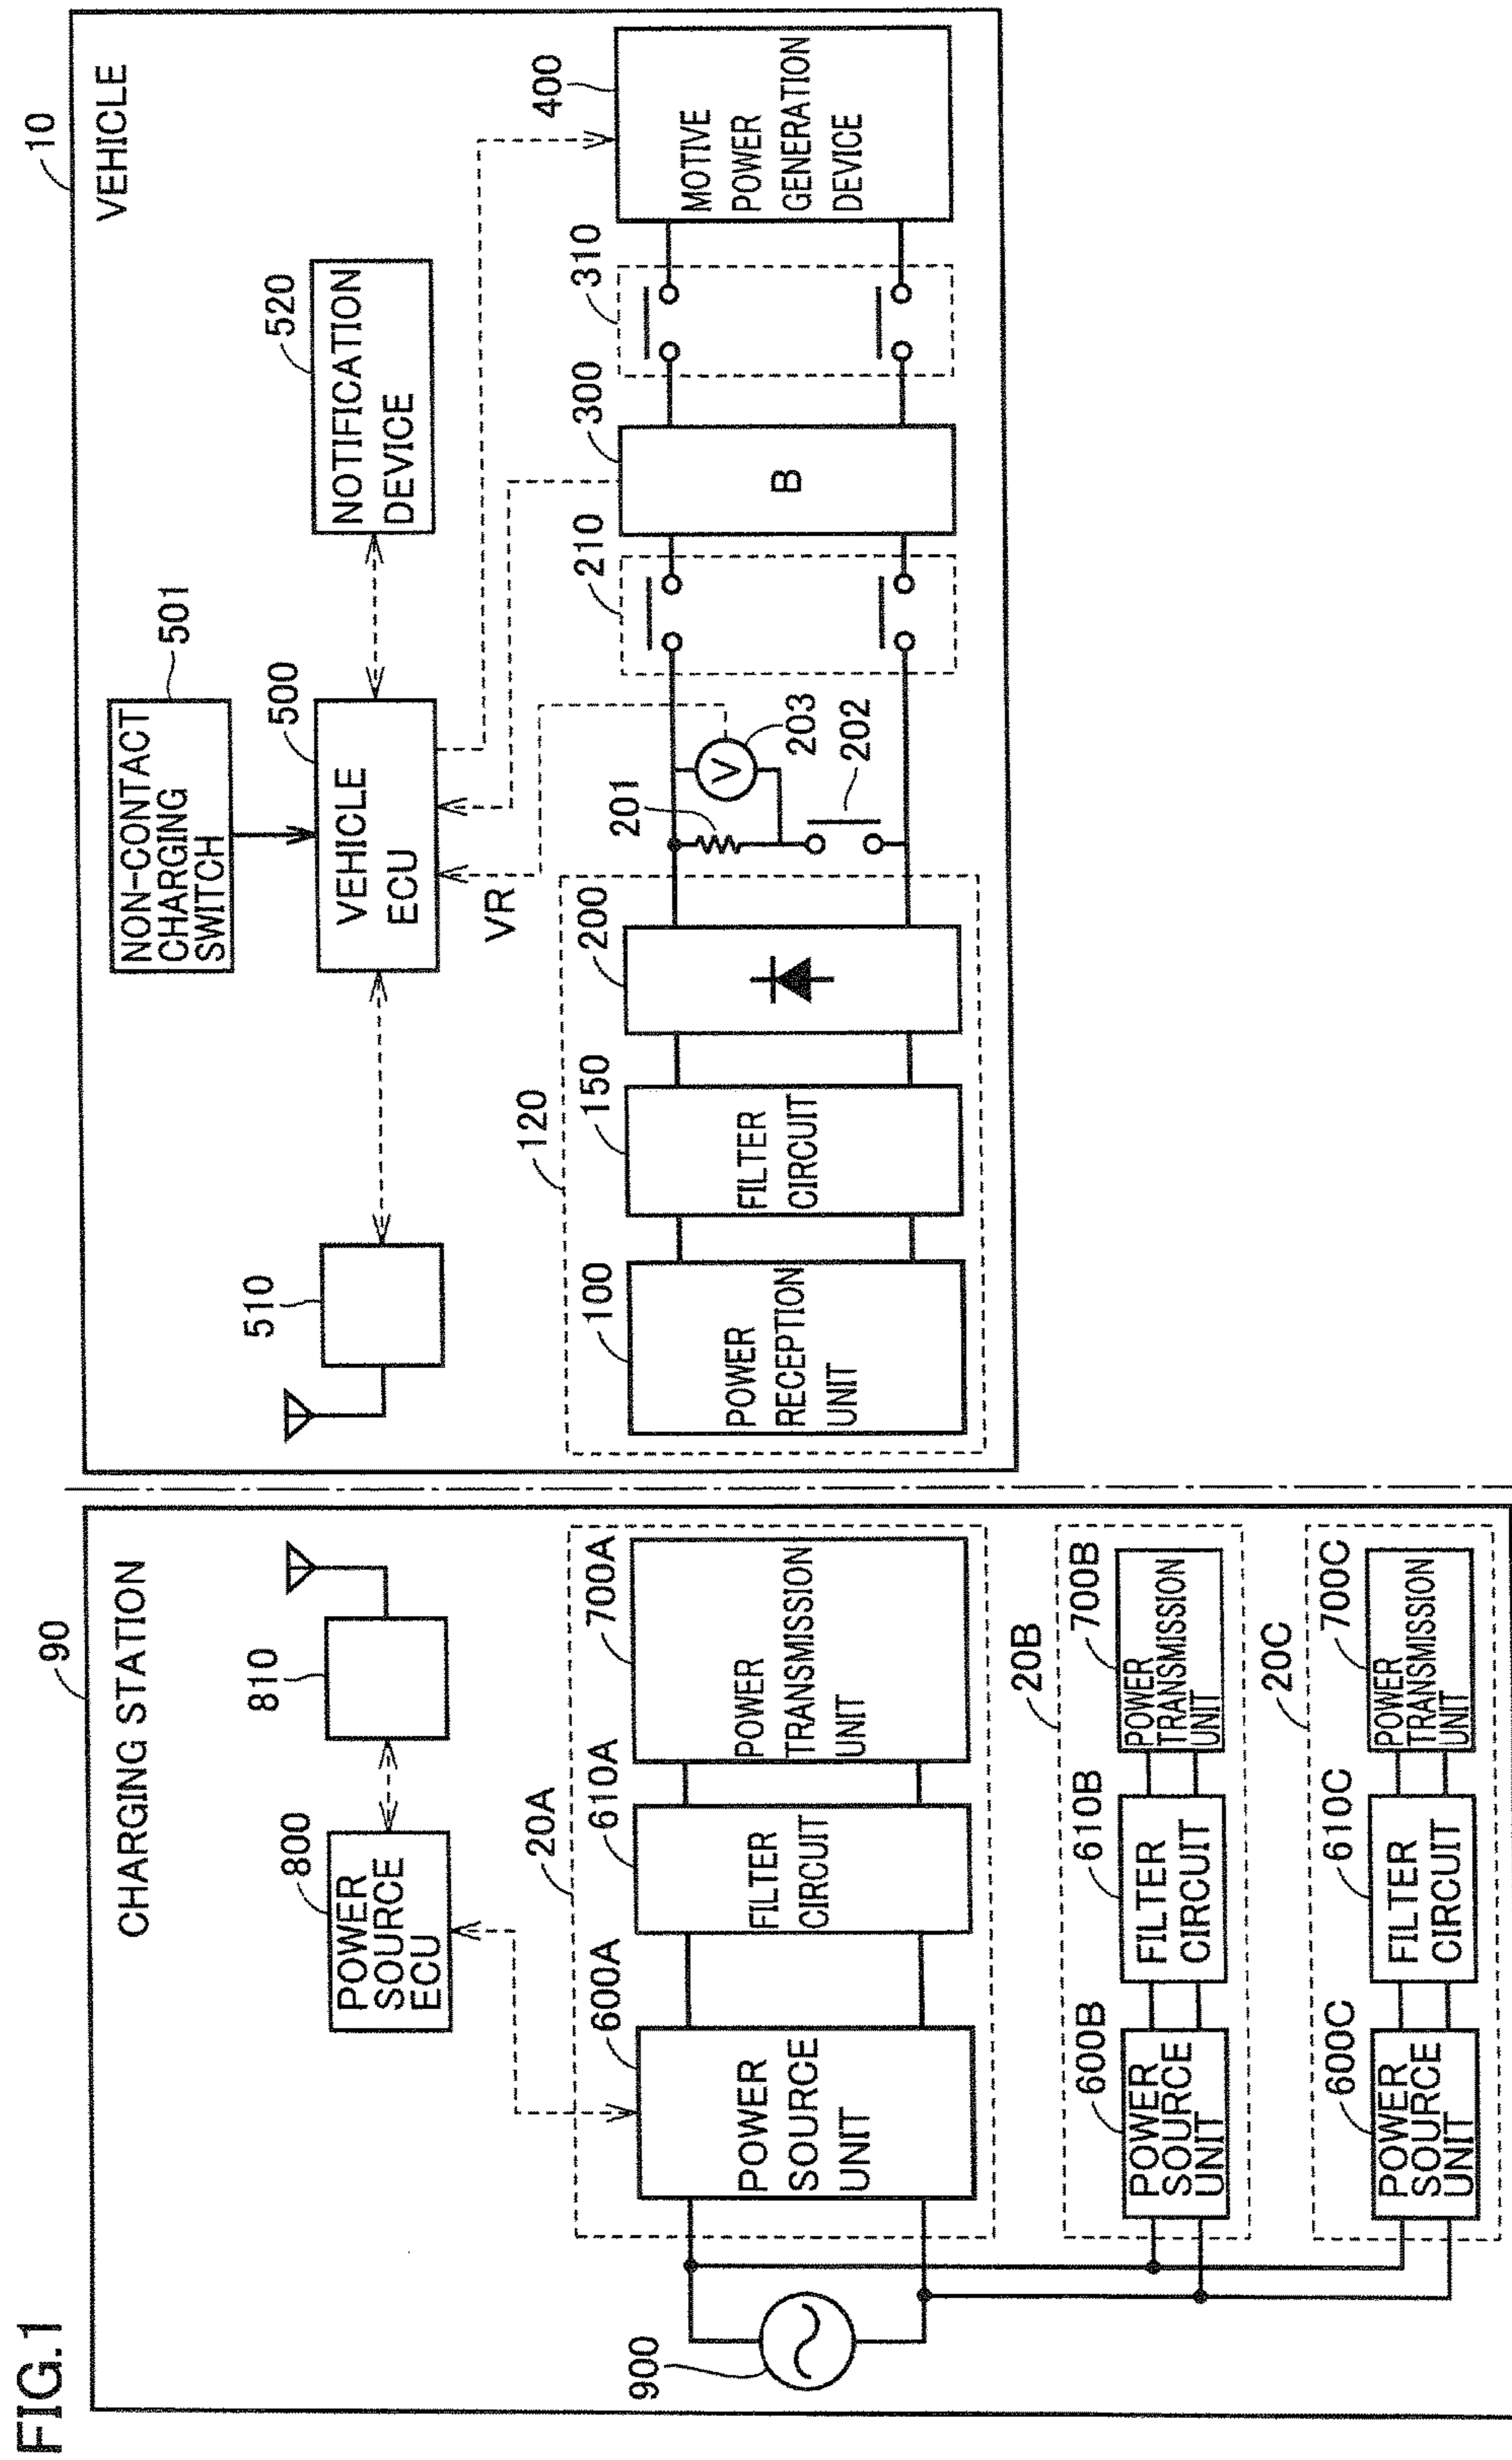 FIG.1
90
CHARGING STATION
800
POWER
SOURCE
ECU
810
20A
600A
POWER
SOURCE
UNIT
610A
FILTER
CIRCUIT
700A
POWER
TRANSMISSION
UNIT
900
20B
600B
POWER
SOURCE
UNIT
610B
FILTER
CIRCUIT
700B
POWER
TRANSMISSION
UNIT
20C
600C
POWER
SOURCE
UNIT
610C
FILTER
CIRCUIT
700C
POWER
TRANSMISSION
UNIT
10
VEHICLE
NON-CONTACT
CHARGING
SWITCH
501
510
500
VEHICLE
ECU
520
NOTIFICATION
DEVICE
VR
120
100
POWER
RECEPTION
UNIT
150
FILTER
CIRCUIT
200
201
V
203
202
210
300
B
310
400
MOTIVE
POWER
GENERATION
DEVICE